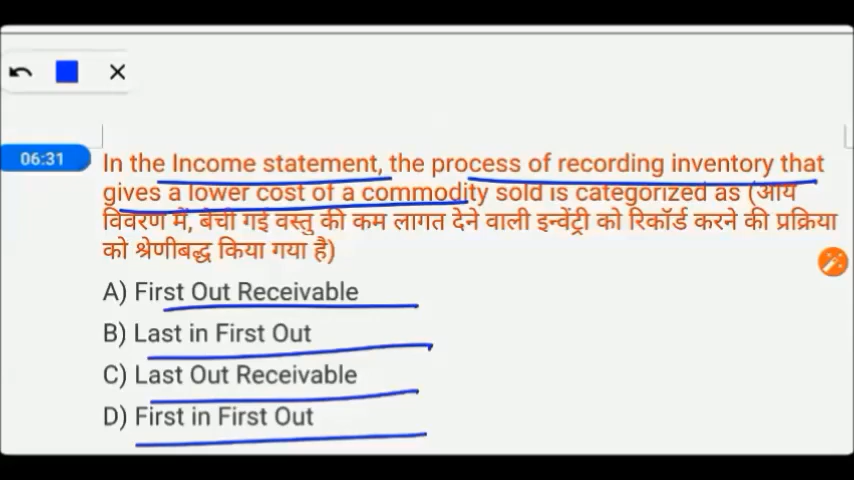 06:31
In the Income statement, the process of recording inventory that
gives a lower cost of a commodity sold is categorized as (आय
विवरण में, बेची गई वस्तु की कम लागत देने वाली इन्वेंट्री को रिकॉर्ड करने की प्रक्रिया
को श्रेणीबद्ध किया गया है)
A) First Out Receivable
B) Last in First Out
C) Last Out Receivable
D) First in First Out